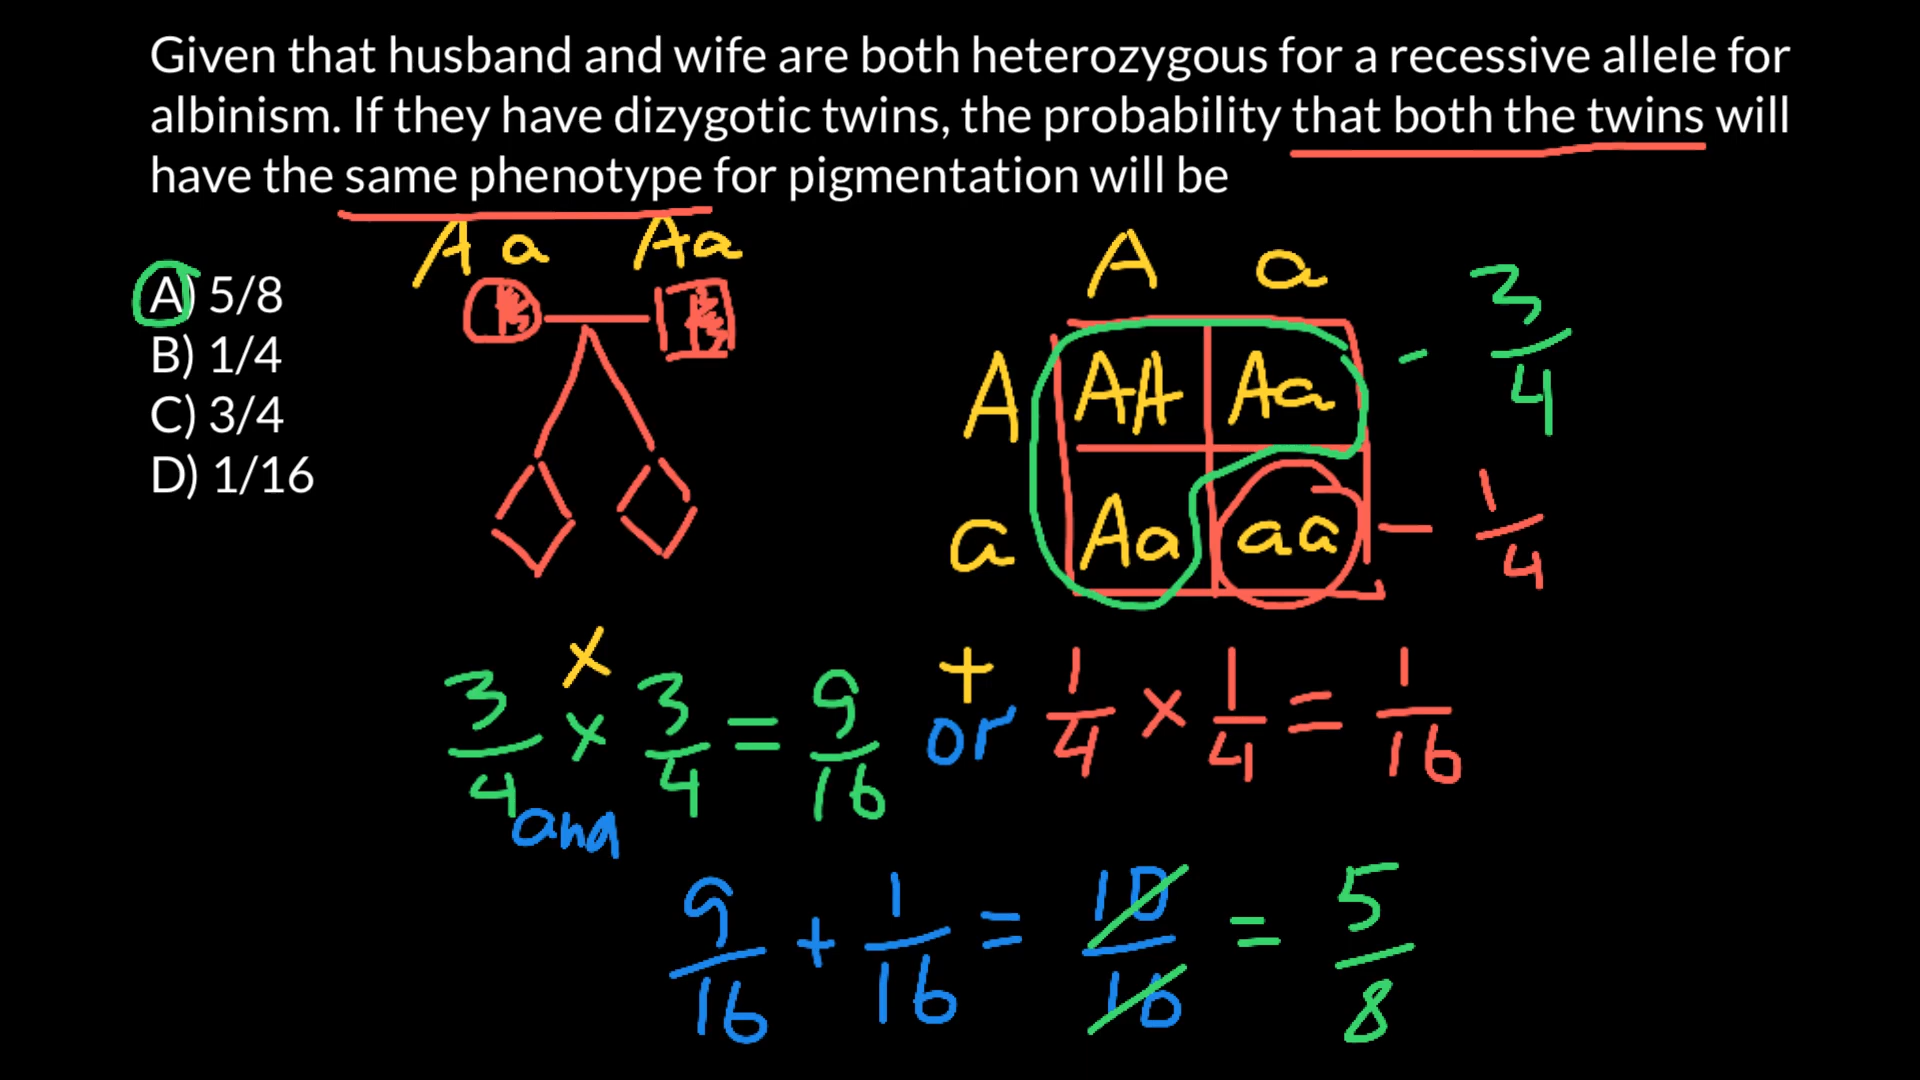 Given that husband and wife are both heterozygous for a recessive allele for
albinism. If they have dizygotic twins, the probability that both the twins will
have the same phenotype for pigmentation will be
A) 5/8
B) 1/4
C) 3/4
D) 1/16
A a Aa
A a
A AA Aa - 3/4
a Aa aa - 1/4
×
3/4 × 3/4 = 9/16 + 1/4 × 1/4 = 1/16
and
or
9/16 + 1/16 = 10/16 = 5/8